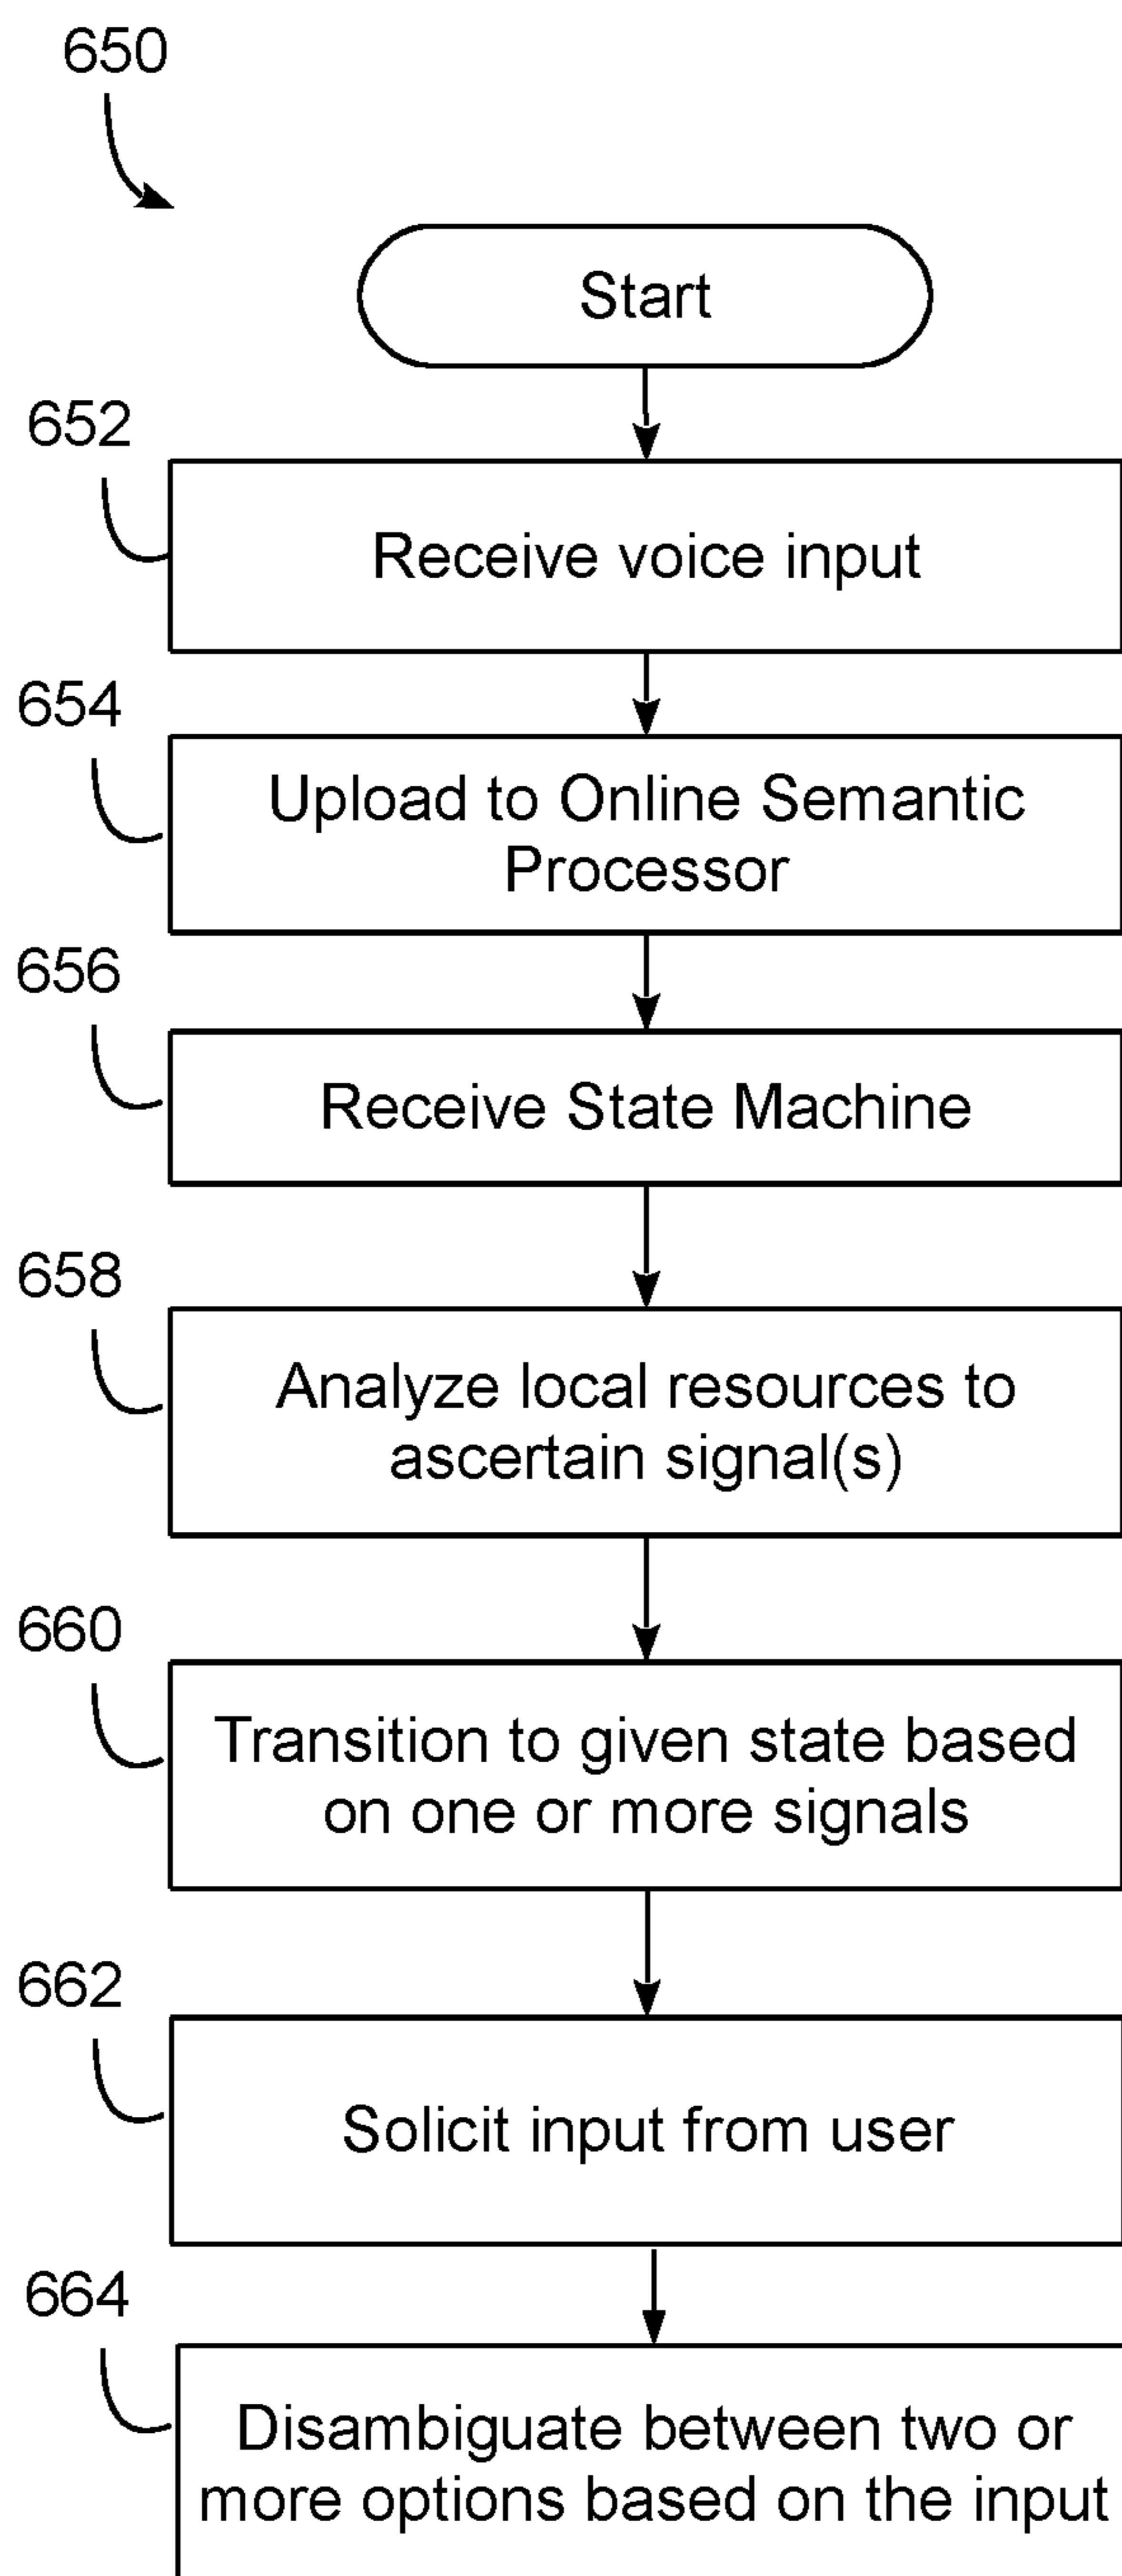 650
Start
652
Receive voice input
654
Upload to Online Semantic
Processor
656
Receive State Machine
658
Analyze local resources to
ascertain signal(s)
660
Transition to given state based
on one or more signals
662
Solicit input from user
664
Disambiguate between two or
more options based on the input